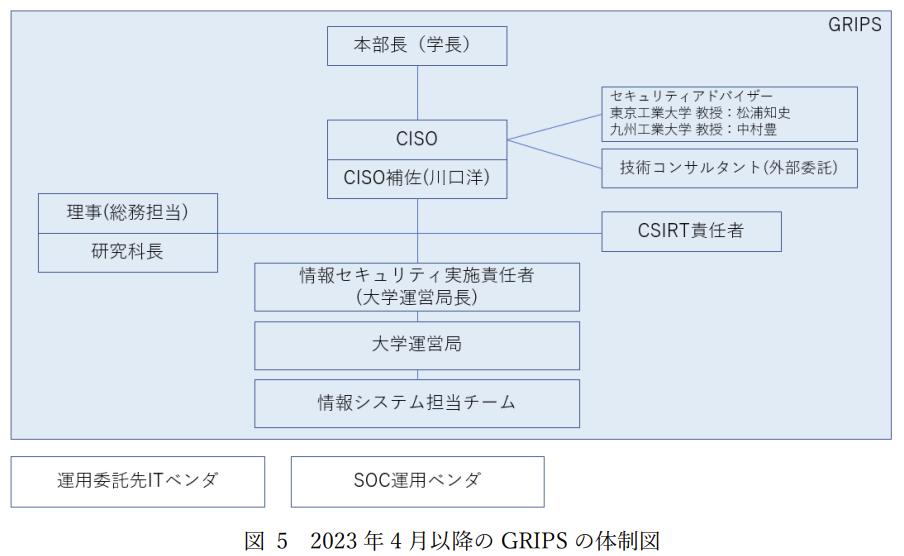 GRIPS
本部長（学長）
CISO
CISO補佐(川口洋)
セキュリティアドバイザー
東京工業大学 教授：松浦知史
九州工業大学 教授：中村豊
技術コンサルタント(外部委託)
理事(総務担当)
研究科長
CSIRT責任者
情報セキュリティ実施責任者
(大学運営局長)
大学運営局
情報システム担当チーム
運用委託先ITベンダ
SOC運用ベンダ
図 5　2023 年 4 月以降の GRIPS の体制図